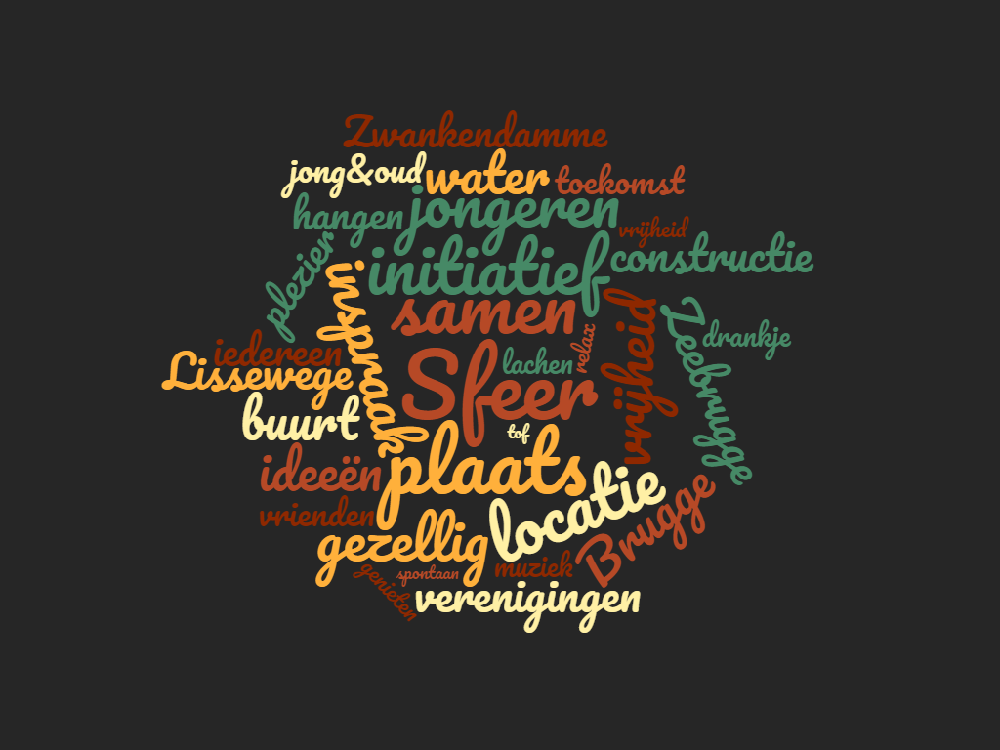 Zwankendamme
jong&oud
water
toekomst
hangen
jongeren
vrijheid
plezier
initiatief
constructie
inspraak
samen
vrijheid
Zeebrugge
drankje
iedereen
Lissewege
Sfeer
lachen
relax
buurt
tof
ideeën
plaats
locatie
Brugge
vrienden
gezellig
genieten
spontaan
muziek
verenigingen